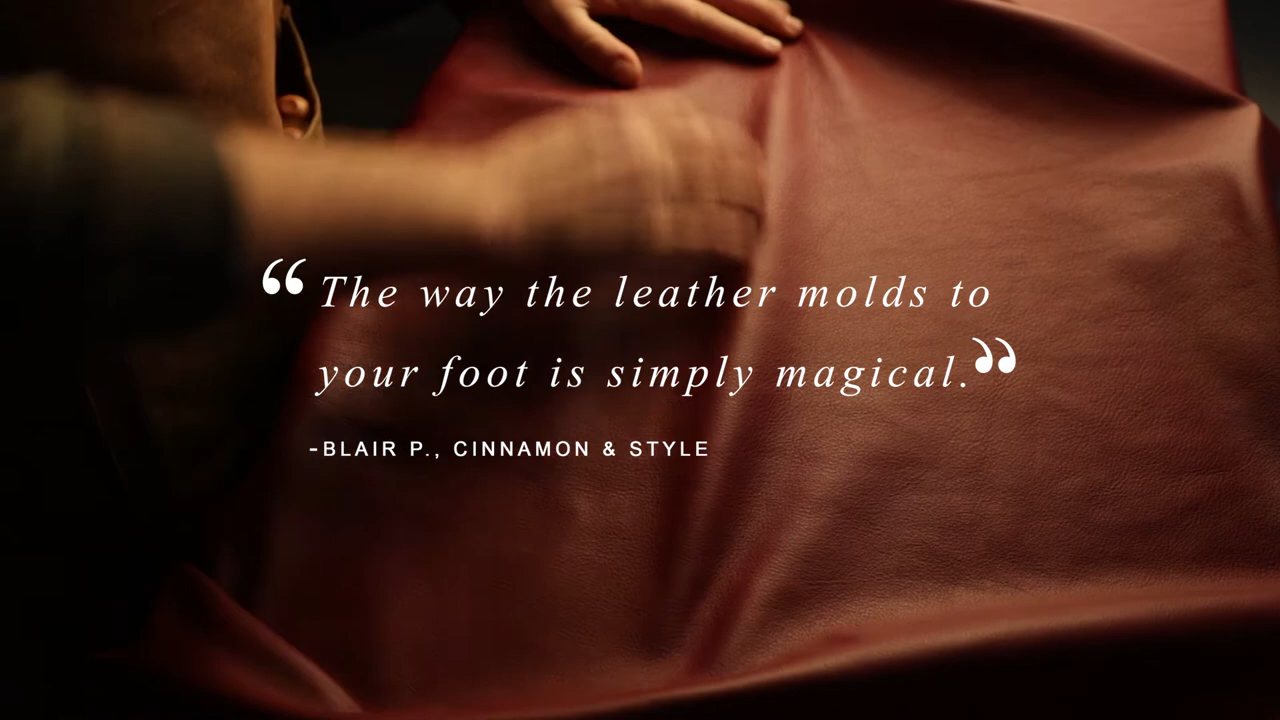 “The way the leather molds to
your foot is simply magical.”
-BLAIR P., CINNAMON & STYLE